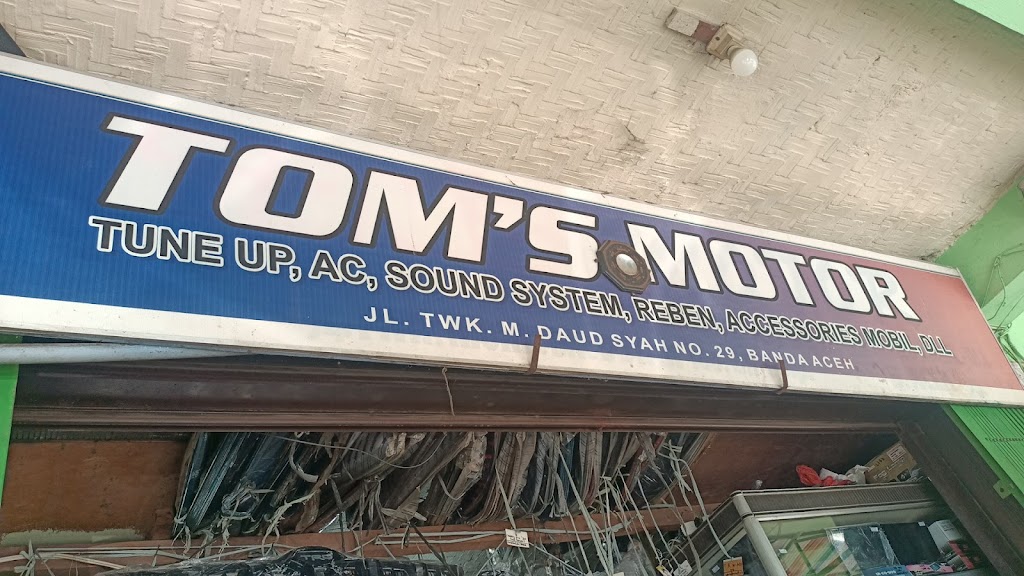 TOM'S MOTOR
TUNE UP, AC, SOUND SYSTEM, REBEN, ACCESSORIES MOBIL, DLL
JL. TWK. M. DAUD SYAH NO. 29, BANDA ACEH